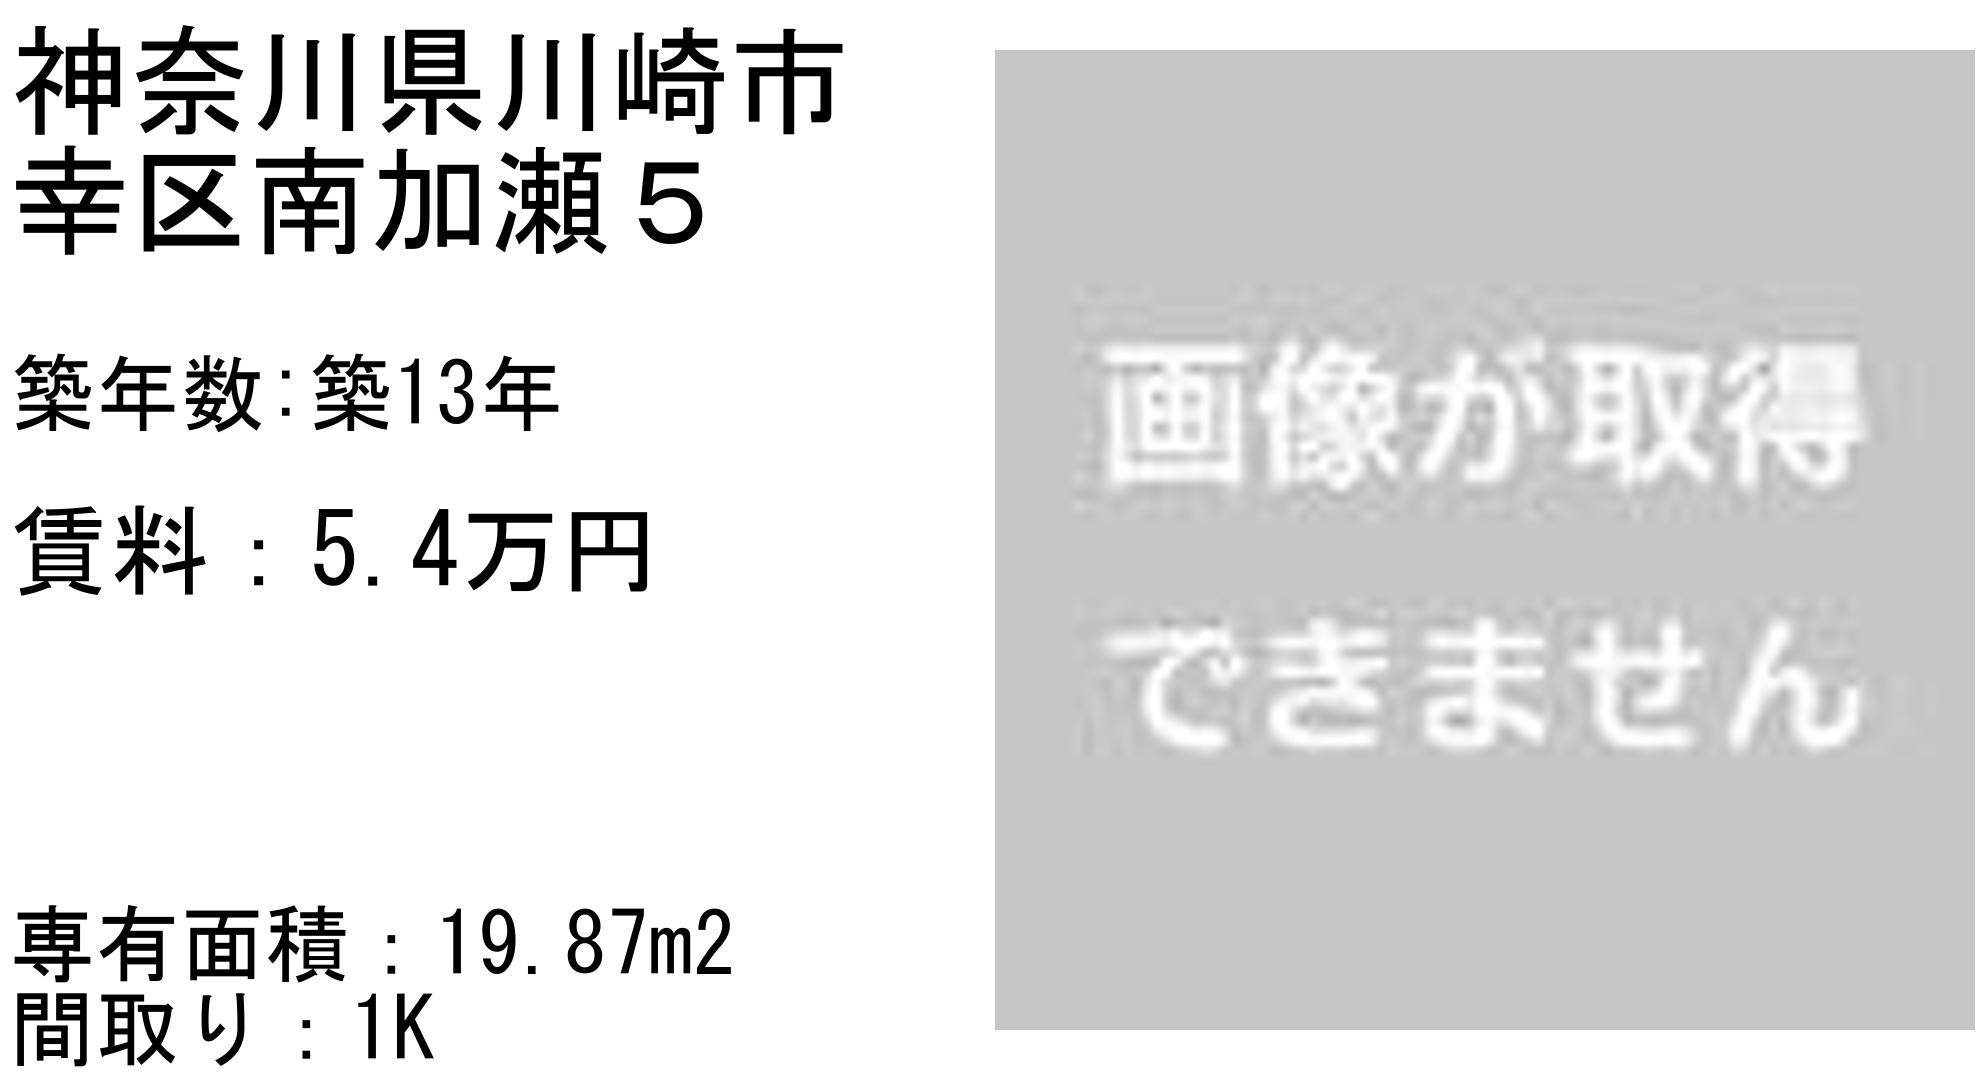 神奈川県川崎市
幸区南加瀬５
築年数:築13年
賃料：5.4万円
専有面積：19.87m2
間取り：1K
画像が取得
できません